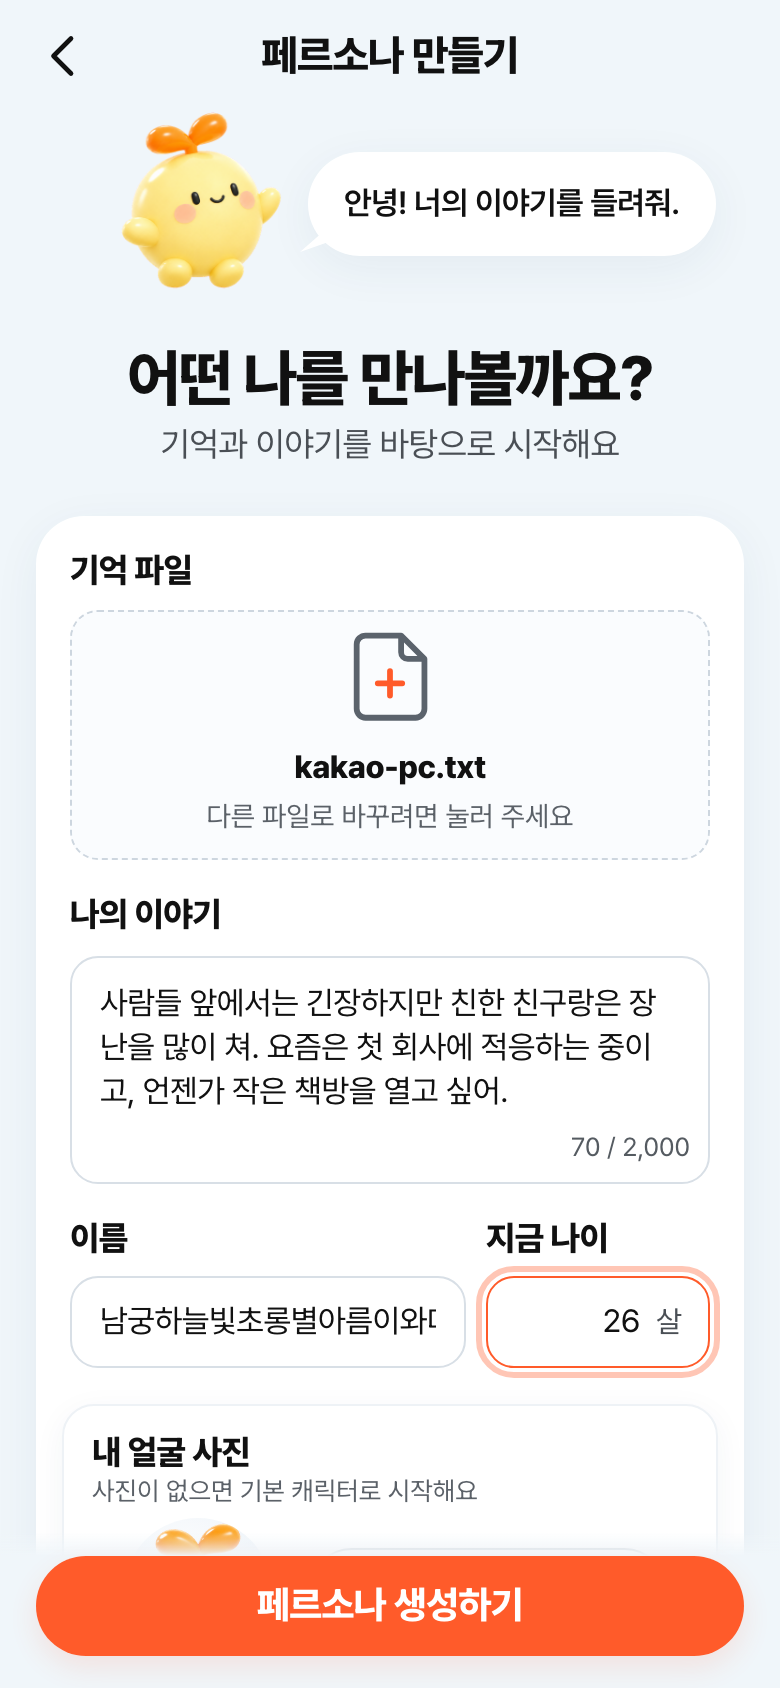 페르소나 만들기
안녕! 너의 이야기를 들려줘.
어떤 나를 만나볼까요?
기억과 이야기를 바탕으로 시작해요
기억 파일
kakao-pc.txt
다른 파일로 바꾸려면 눌러 주세요
나의 이야기
사람들 앞에서는 긴장하지만 친한 친구랑은 장
난을 많이 쳐. 요즘은 첫 회사에 적응하는 중이
고, 언젠가 작은 책방을 열고 싶어.
70 / 2,000
이름
지금 나이
남궁하늘빛초롱별아름이와
26 살
내 얼굴 사진
사진이 없으면 기본 캐릭터로 시작해요
페르소나 생성하기